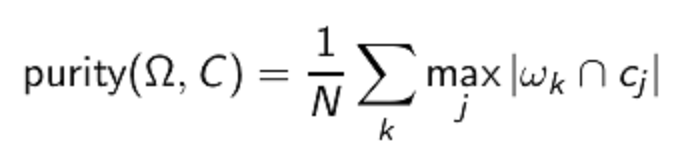 purity(Ω, C) = 1/N ∑_k max_j |ω_k ∩ c_j|